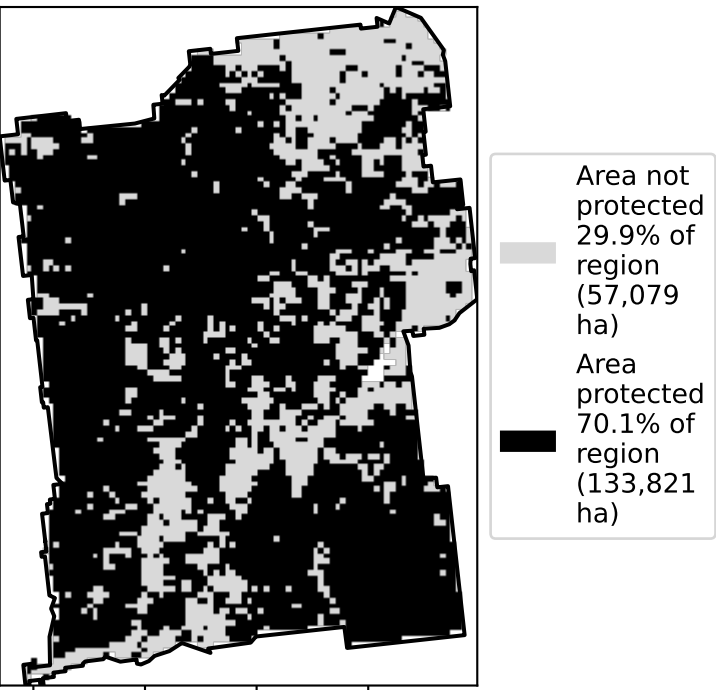 Area not
protected
29.9% of
region
(57,079
ha)
Area
protected
70.1% of
region
(133,821
ha)